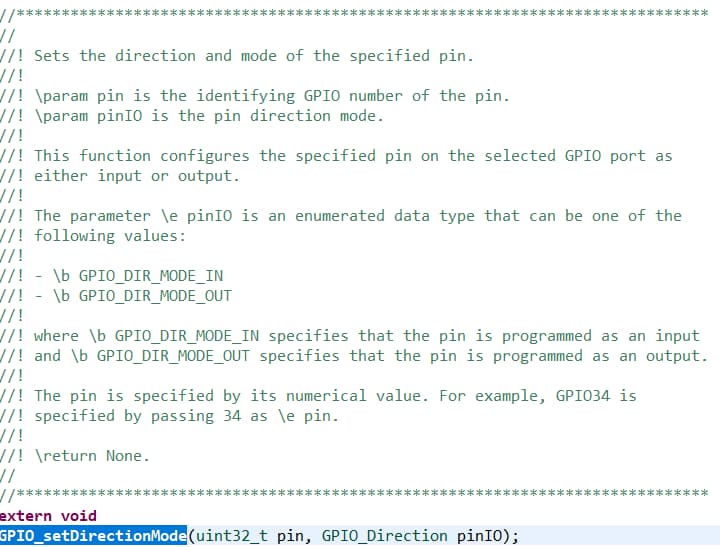 //*****************************************************************************
//
//! Sets the direction and mode of the specified pin.
//!
//! \param pin is the identifying GPIO number of the pin.
//! \param pinIO is the pin direction mode.
//!
//! This function configures the specified pin on the selected GPIO port as
//! either input or output.
//!
//! The parameter \e pinIO is an enumerated data type that can be one of the
//! following values:
//!
//! - \b GPIO_DIR_MODE_IN
//! - \b GPIO_DIR_MODE_OUT
//!
//! where \b GPIO_DIR_MODE_IN specifies that the pin is programmed as an input
//! and \b GPIO_DIR_MODE_OUT specifies that the pin is programmed as an output.
//!
//! The pin is specified by its numerical value. For example, GPIO34 is
//! specified by passing 34 as \e pin.
//!
//! \return None.
//
//*****************************************************************************
extern void
GPIO_setDirectionMode(uint32_t pin, GPIO_Direction pinIO);